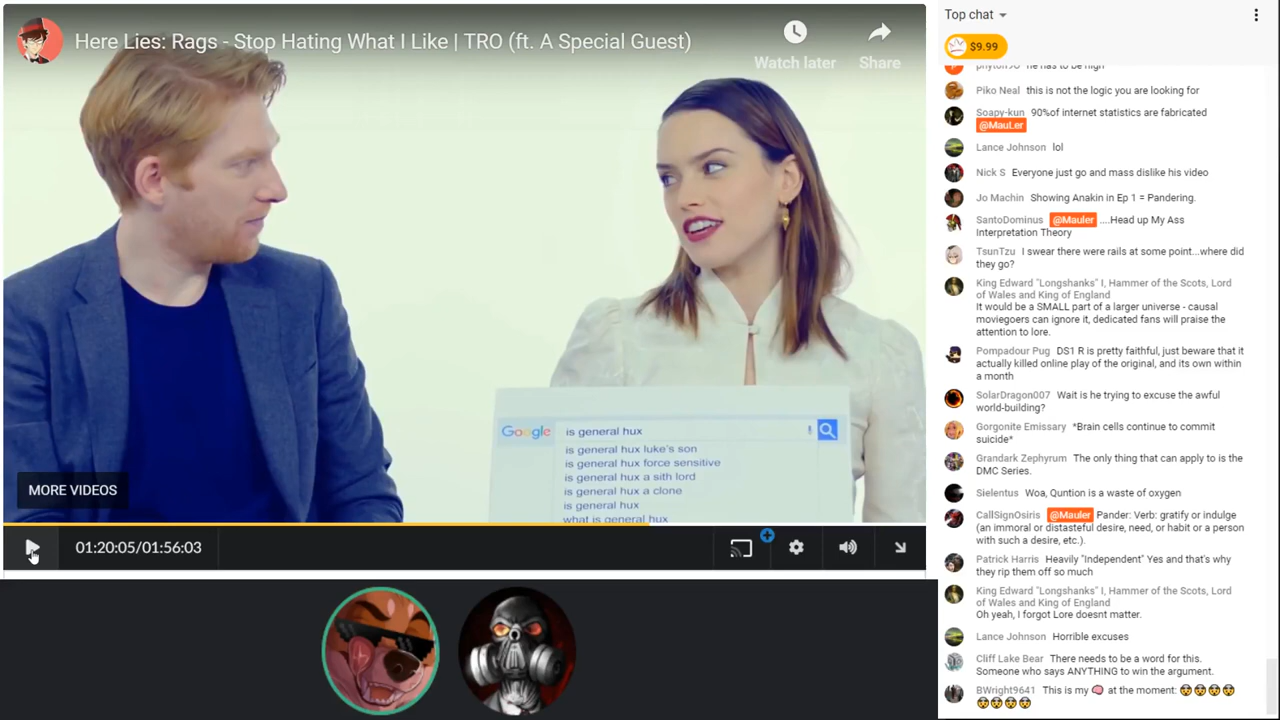 Here Lies: Rags - Stop Hating What I Like | TRO (ft. A Special Guest)
Watch later
Share
Google
is general hux
is general hux luke's son
is general hux force sensitive
is general hux a sith lord
is general hux a clone
is general hux
what is general hux
MORE VIDEOS
01:20:05/01:56:03
Top chat
$9.99
phyton90 he has to be high
Piko Neal this is not the logic you are looking for
Soapy-kun 90%of internet statistics are fabricated
@MauLer
Lance Johnson lol
Nick S Everyone just go and mass dislike his video
Jo Machin Showing Anakin in Ep 1 = Pandering.
SantoDominus @Mauler ....Head up My Ass
Interpretation Theory
TsunTzu I swear there were rails at some point...where did
they go?
King Edward "Longshanks" I, Hammer of the Scots, Lord
of Wales and King of England
It would be a SMALL part of a larger universe - causal
moviegoers can ignore it, dedicated fans will praise the
attention to lore.
Pompadour Pug DS1 R is pretty faithful, just beware that it
actually killed online play of the original, and its own within
a month
SolarDragon007 Wait is he trying to excuse the awful
world-building?
Gorgonite Emissary *Brain cells continue to commit
suicide*
Grandark Zephyrum The only thing that can apply to is the
DMC Series.
Sielentus Woa, Quntion is a waste of oxygen
CallSignOsiris @Mauler Pander: Verb: gratify or indulge
(an immoral or distasteful desire, need, or habit or a person
with such a desire, etc.).
Patrick Harris Heavily "Independent" Yes and that's why
they rip them off so much
King Edward "Longshanks" I, Hammer of the Scots, Lord
of Wales and King of England
Oh yeah, I forgot Lore doesnt matter.
Lance Johnson Horrible excuses
Cliff Lake Bear There needs to be a word for this.
Someone who says ANYTHING to win the argument.
BWright9641 This is my 🧠 at the moment: 🤯🤯🤯🤯
🤯🤯🤯🤯